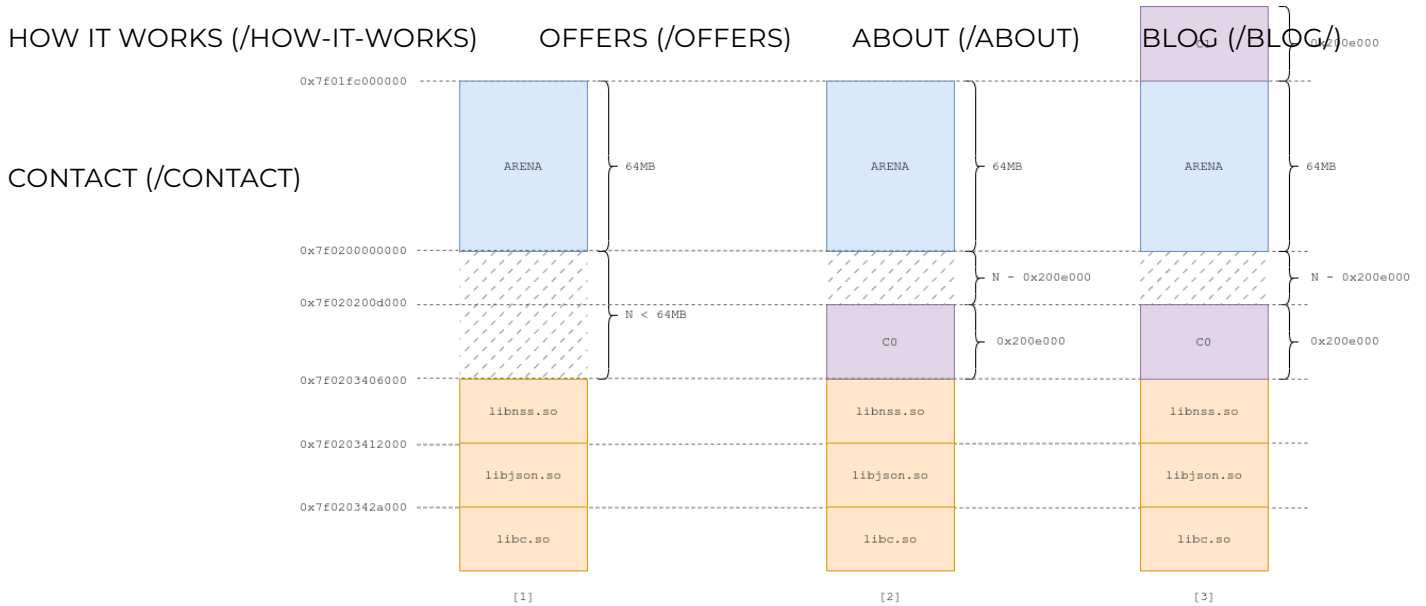 HOW IT WORKS (/HOW-IT-WORKS) OFFERS (/OFFERS) ABOUT (/ABOUT) BLOG (/BLOG/)
0x200e000
0x7f01fc000000
ARENA 64MB ARENA 64MB ARENA 64MB
CONTACT (/CONTACT)
0x7f0200000000
N - 0x200e000 N - 0x200e000
0x7f020200d000
N < 64MB
C0 0x200e000 C0 0x200e000
0x7f0203406000
libnss.so libnss.so libnss.so
0x7f0203412000
libjson.so libjson.so libjson.so
0x7f020342a000
libc.so libc.so libc.so
[1] [2] [3]